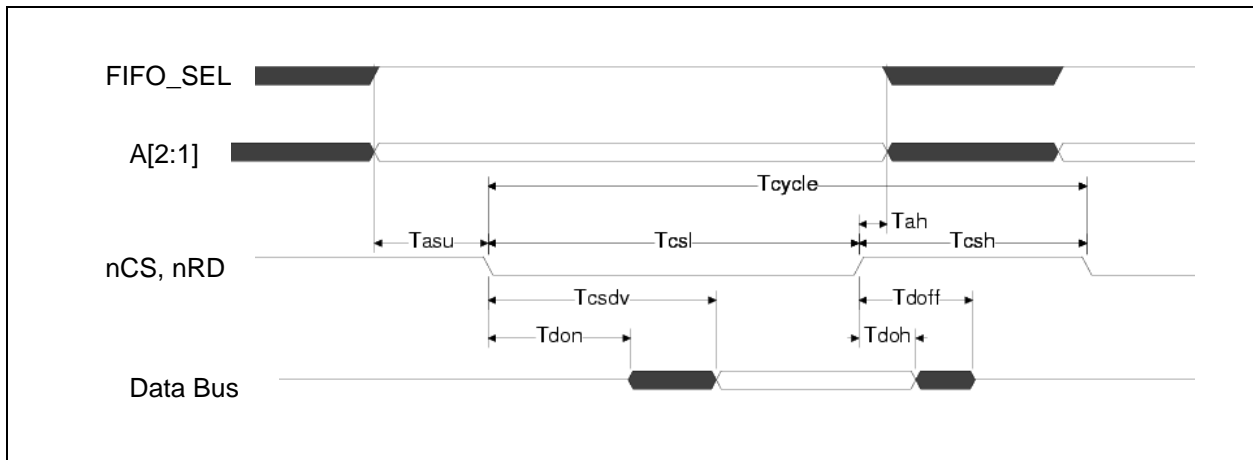 FIFO_SEL
A[2:1]
Tcycle
Tah
Tasu
Tcsl
Tcsh
nCS, nRD
Tcsdv
Tdoff
Tdon
Tdoh
Data Bus